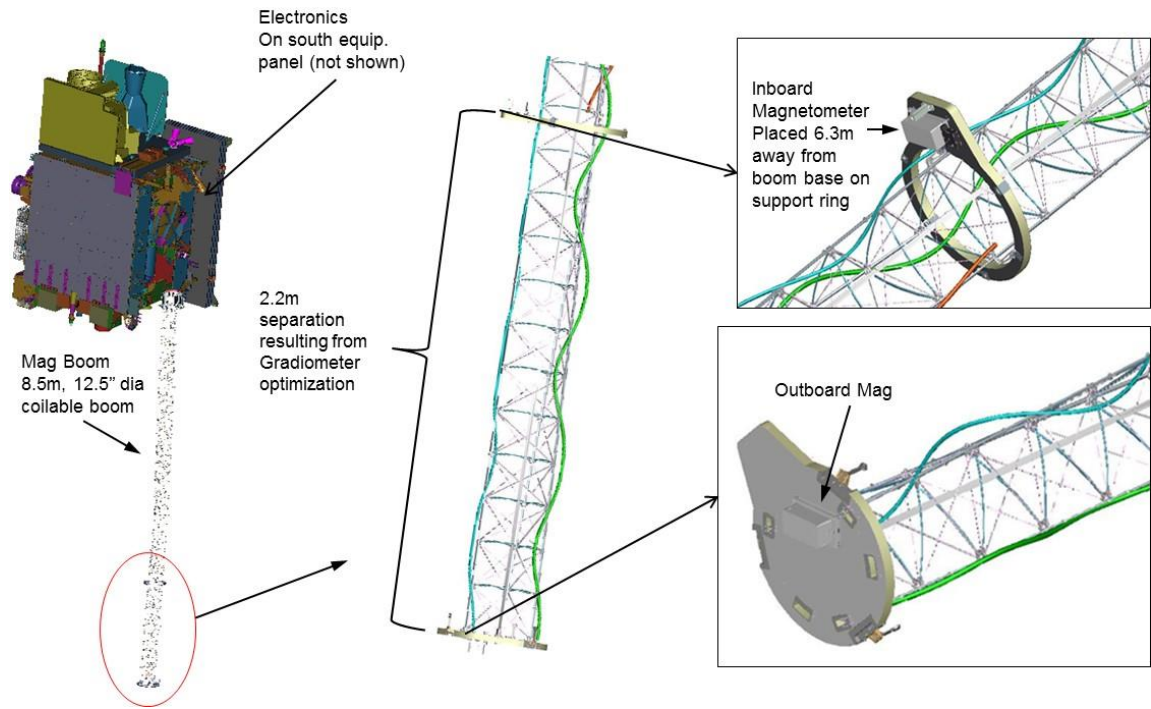 Electronics
On south equip.
panel (not shown)
Mag Boom
8.5m, 12.5” dia
coilable boom
2.2m
separation
resulting from
Gradiometer
optimization
Inboard
Magnetometer
Placed 6.3m
away from
boom base on
support ring
Outboard Mag